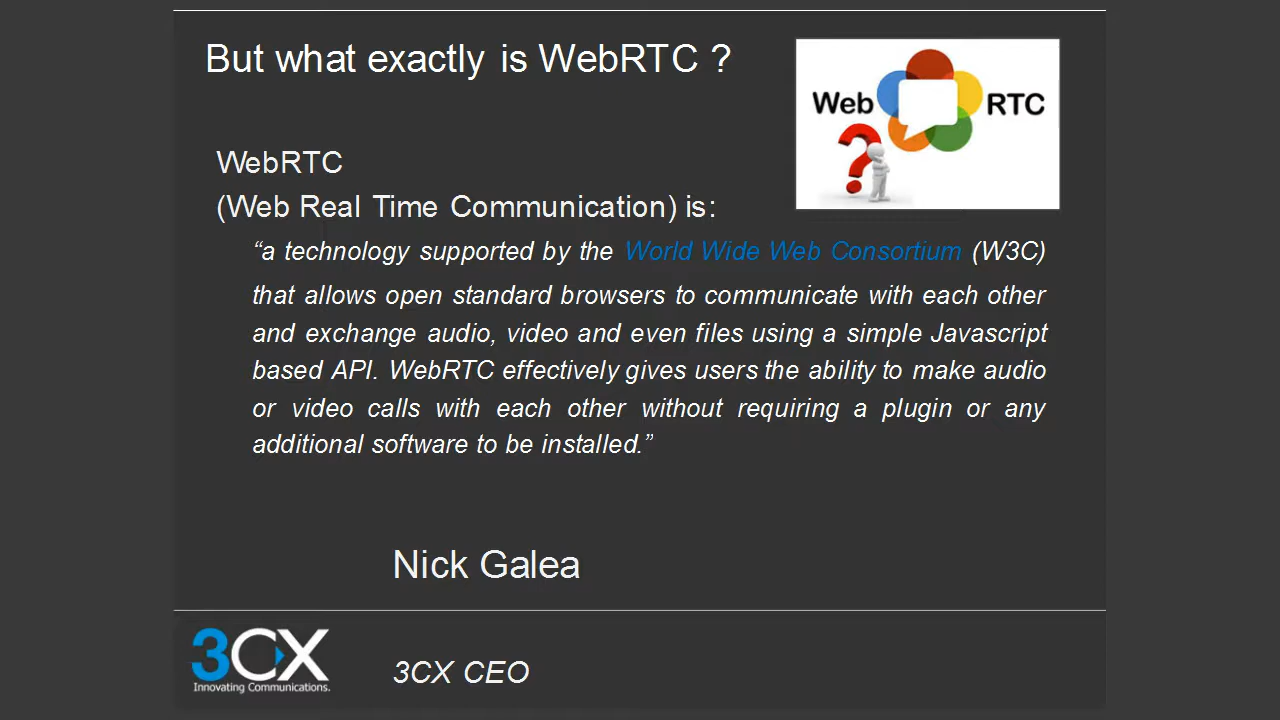 But what exactly is WebRTC ?
Web RTC
WebRTC
(Web Real Time Communication) is:
“a technology supported by the World Wide Web Consortium (W3C)
that allows open standard browsers to communicate with each other
and exchange audio, video and even files using a simple Javascript
based API. WebRTC effectively gives users the ability to make audio
or video calls with each other without requiring a plugin or any
additional software to be installed.”
Nick Galea
3CX
Innovating Communications.
3CX CEO